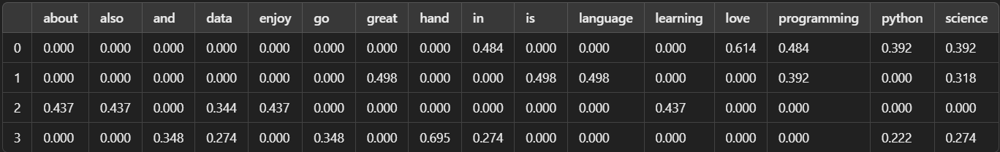 about also and data enjoy go great hand in is language learning love programming python science
0 0.000 0.000 0.000 0.000 0.000 0.000 0.000 0.000 0.484 0.000 0.000 0.000 0.614 0.484 0.392 0.392
1 0.000 0.000 0.000 0.000 0.000 0.000 0.498 0.000 0.000 0.498 0.498 0.000 0.000 0.392 0.000 0.318
2 0.437 0.437 0.000 0.344 0.437 0.000 0.000 0.000 0.000 0.000 0.000 0.437 0.000 0.000 0.000 0.000
3 0.000 0.000 0.348 0.274 0.000 0.348 0.000 0.695 0.274 0.000 0.000 0.000 0.000 0.000 0.222 0.274